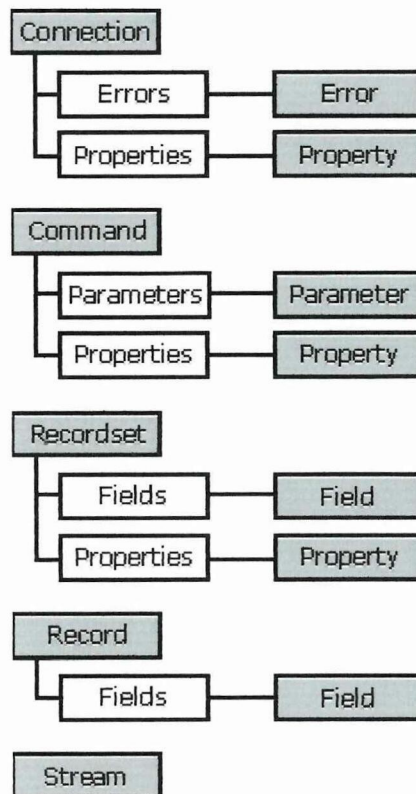 Connection
Errors Error
Properties Property
Command
Parameters Parameter
Properties Property
Recordset
Fields Field
Properties Property
Record
Fields Field
Stream